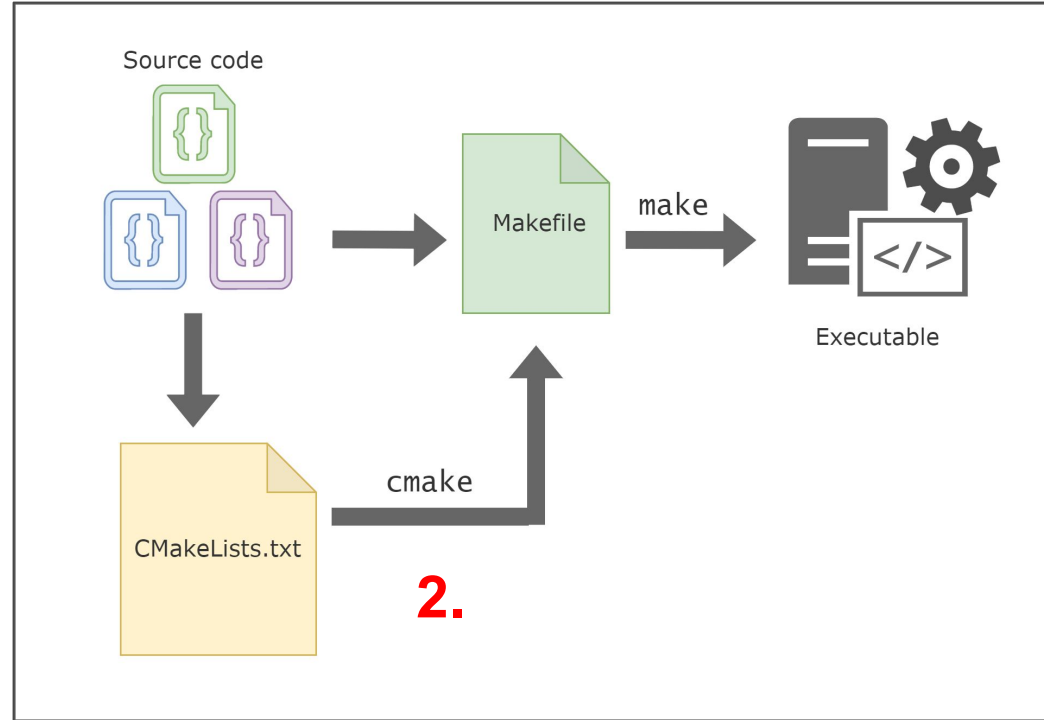 Source code
{}
{}
{}
Makefile
make
</>
Executable
cmake
CMakeLists.txt
2.